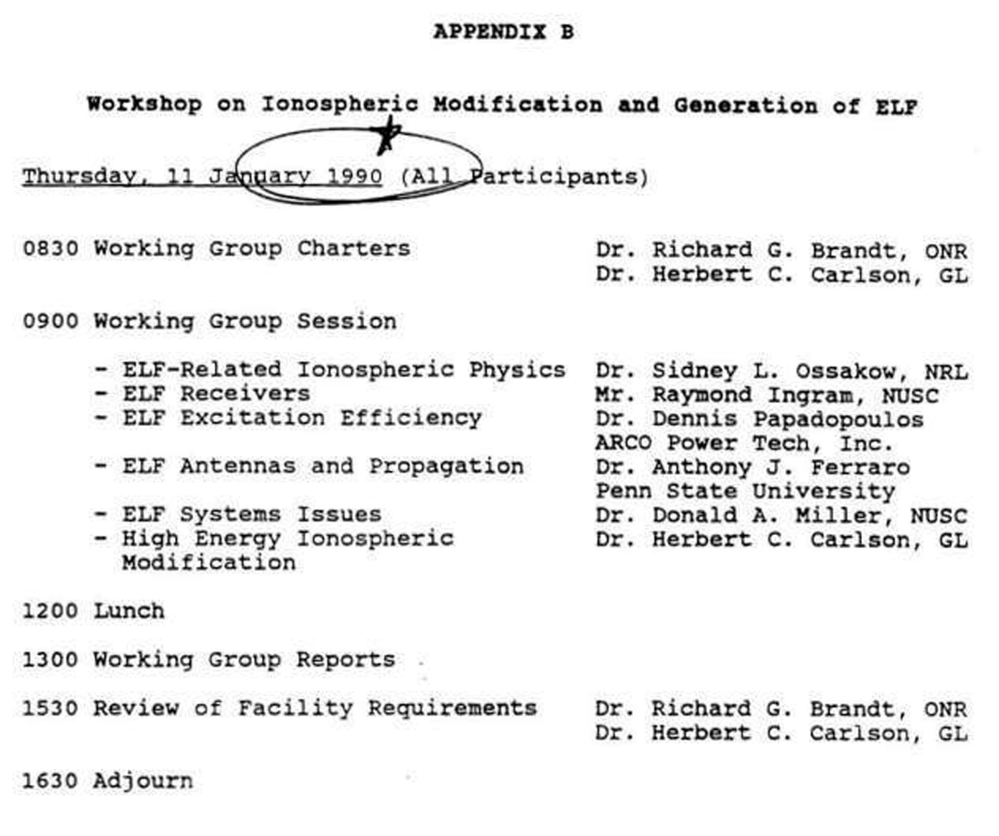 APPENDIX B
Workshop on Ionospheric Modification and Generation of ELF
Thursday, 11 January 1990 (All Participants)
0830 Working Group Charters Dr. Richard G. Brandt, ONR
Dr. Herbert C. Carlson, GL
0900 Working Group Session
- ELF-Related Ionospheric Physics Dr. Sidney L. Ossakow, NRL
- ELF Receivers Mr. Raymond Ingram, NUSC
- ELF Excitation Efficiency Dr. Dennis Papadopoulos
ARCO Power Tech, Inc.
- ELF Antennas and Propagation Dr. Anthony J. Ferraro
Penn State University
- ELF Systems Issues Dr. Donald A. Miller, NUSC
- High Energy Ionospheric Dr. Herbert C. Carlson, GL
Modification
1200 Lunch
1300 Working Group Reports
1530 Review of Facility Requirements Dr. Richard G. Brandt, ONR
Dr. Herbert C. Carlson, GL
1630 Adjourn